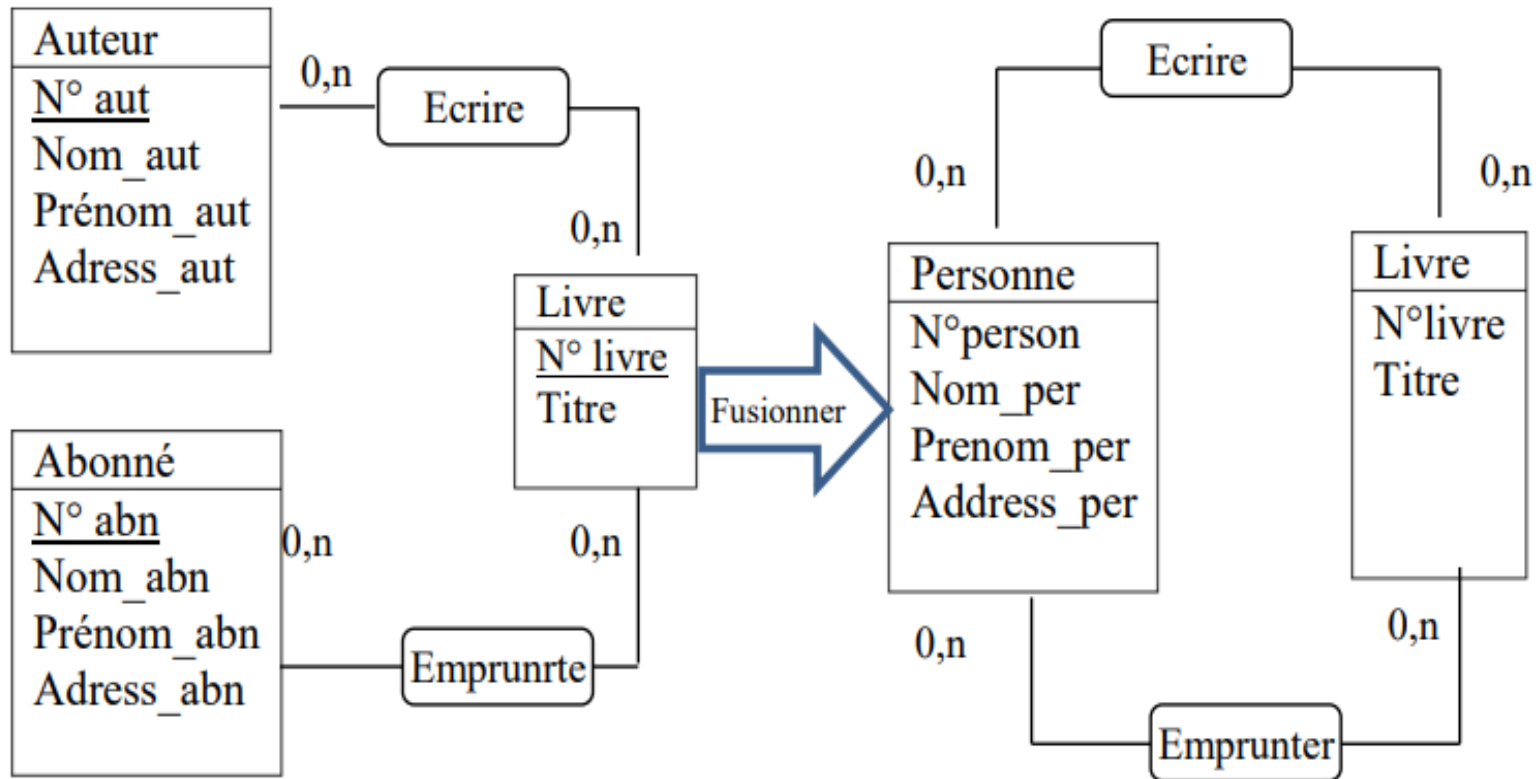 Auteur
N° aut
Nom_aut
Prénom_aut
Adress_aut
0,n
Ecrire
0,n
Livre
N° livre
Titre
Abonné
N° abn
Nom_abn
Prénom_abn
Adress_abn
0,n
0,n
Emprunrte
Fusionner
Ecrire
0,n
0,n
Personne
N°person
Nom_per
Prenom_per
Address_per
Livre
N°livre
Titre
0,n
0,n
Emprunter